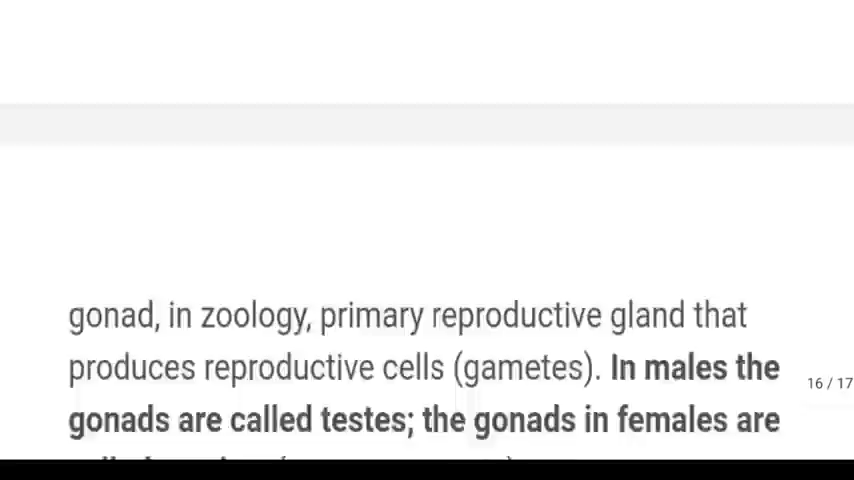 gonad, in zoology, primary reproductive gland that
produces reproductive cells (gametes). In males the
16 / 17
gonads are called testes; the gonads in females are